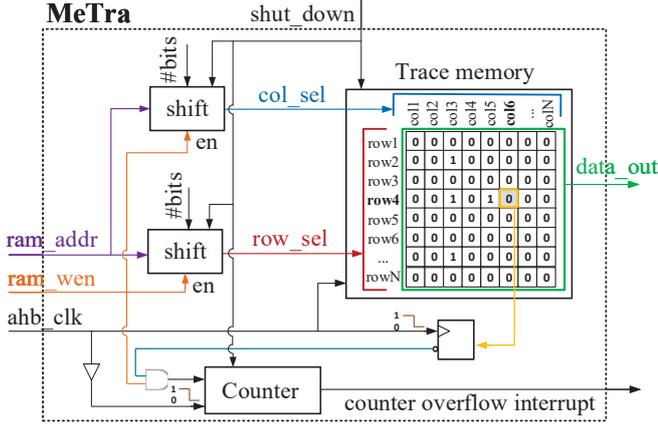 MeTra
shut_down
#bits
Trace memory
shift
col_sel
col1 col2 col3 col4 col5 col6 ... colN
en
row1 0 0 0 0 0 0 0 0
row2 0 0 1 0 0 0 0 0
row3 0 0 0 0 0 0 0 0
row4 0 0 1 0 1 0 0 0
row5 0 0 0 0 0 0 0 0
row6 0 0 0 0 0 0 0 0
... 0 0 1 0 0 0 0 0
rowN 0 0 0 0 0 0 0 0
data_out
#bits
ram_addr
shift
row_sel
ram_wen
en
ahb_clk
1
0
1
0
Counter
counter overflow interrupt